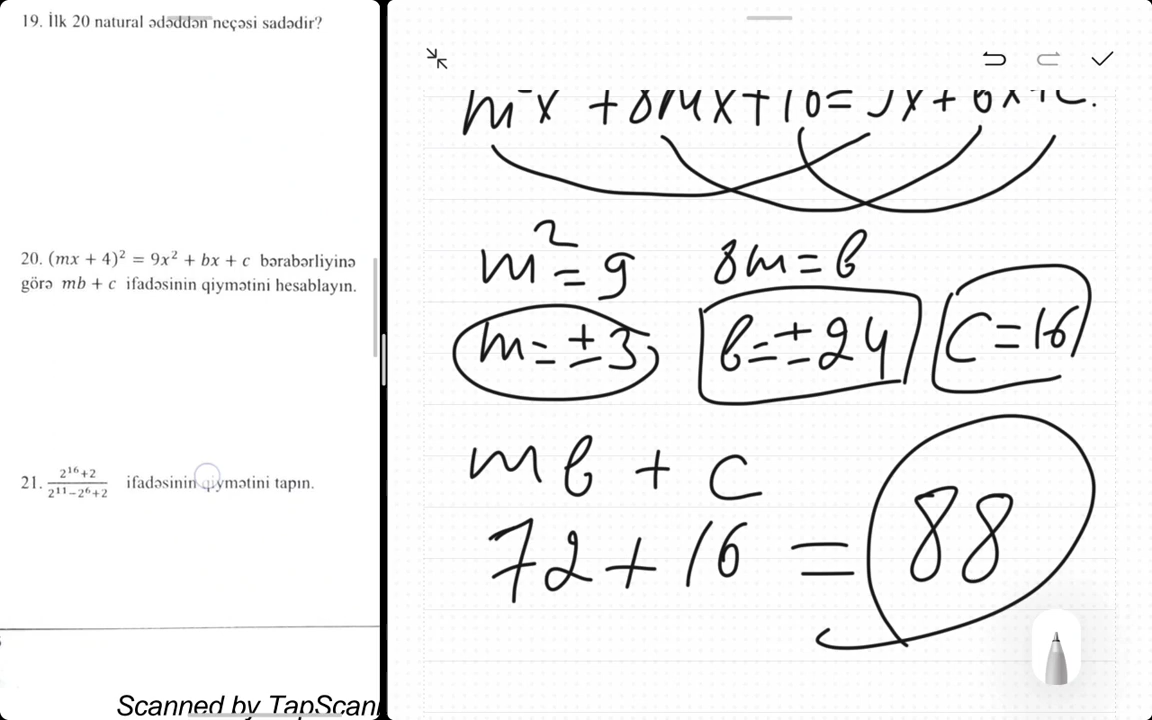 19. İlk 20 natural ədəddən neçəsi sadədir?
20. (mx + 4)² = 9x² + bx + c bərabərliyinə
görə mb + c ifadəsinin qiymətini hesablayın.
21. (2¹⁶+2)/(2¹¹−2⁶+2) ifadəsinin qiymətini tapın.
Scanned by TapScan
m²=9 8m=b
m=±3 b=±24 C=16
mb + c
72+16 = 88